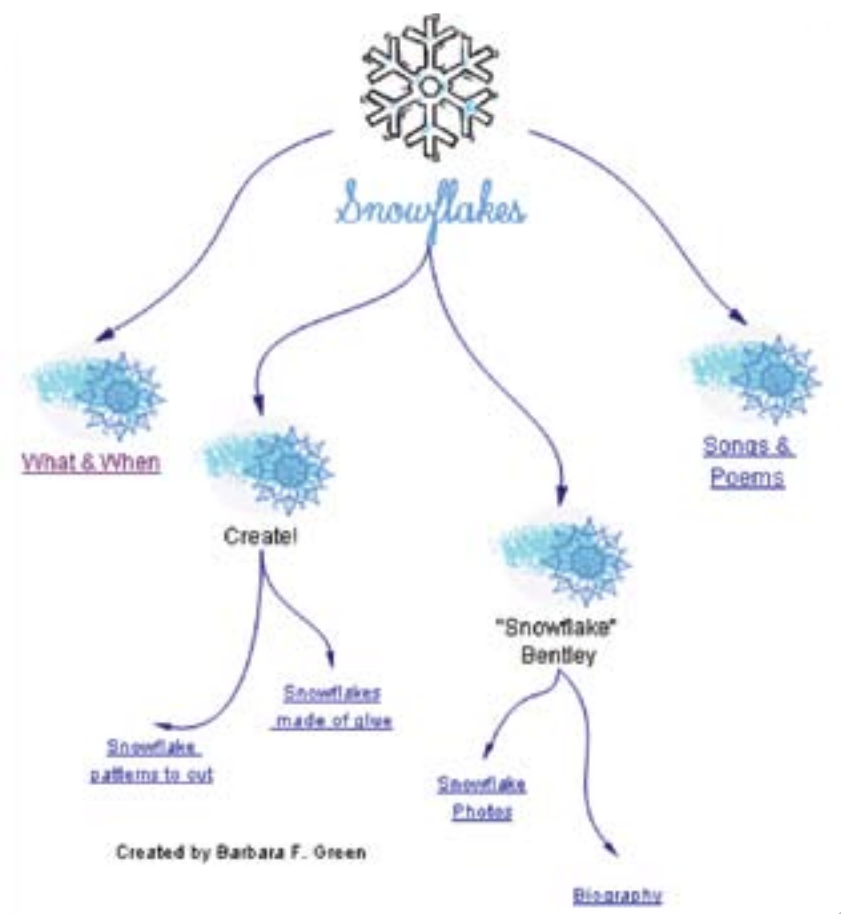 Snowflakes
What & When
Songs &
Poems
Create!
"Snowflake"
Bentley
Snowflakes
made of glue
Snowflake
patterns to cut
Snowflake
Photos
Created by Barbara F. Green
Biography